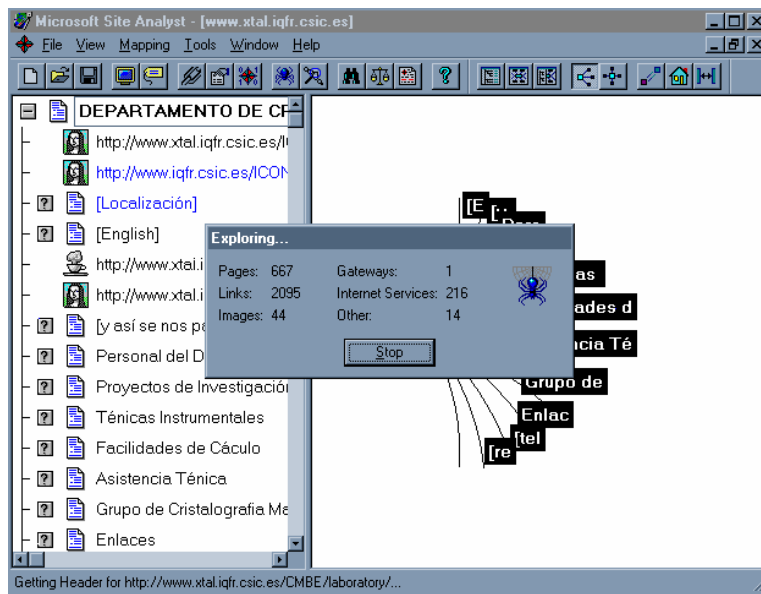 Microsoft Site Analyst - [www.xtal.iqfr.csic.es]
File View Mapping Tools Window Help
DEPARTAMENTO DE
http://www.xtal.iqfr.csic.es/I
http://www.iqfr.csic.es/ICON
[Localización]
[English]
http://www.xtal.i
http://www.xtal.i
[y así se nos
Personal del D
Proyectos de Investigación
Ténicas Instrumentales
Facilidades de Cáculo
Asistencia Ténica
Grupo de Cristalografia Ma
Enlaces
[E
[..
as
ades d
ncia Té
Grupo de
Enlac
[tel
[re
Exploring...
Pages: 667 Gateways: 1
Links: 2095 Internet Services: 216
Images: 44 Other: 14
Stop
Getting Header for http://www.xtal.iqfr.csic.es/CMBE/laboratory/...